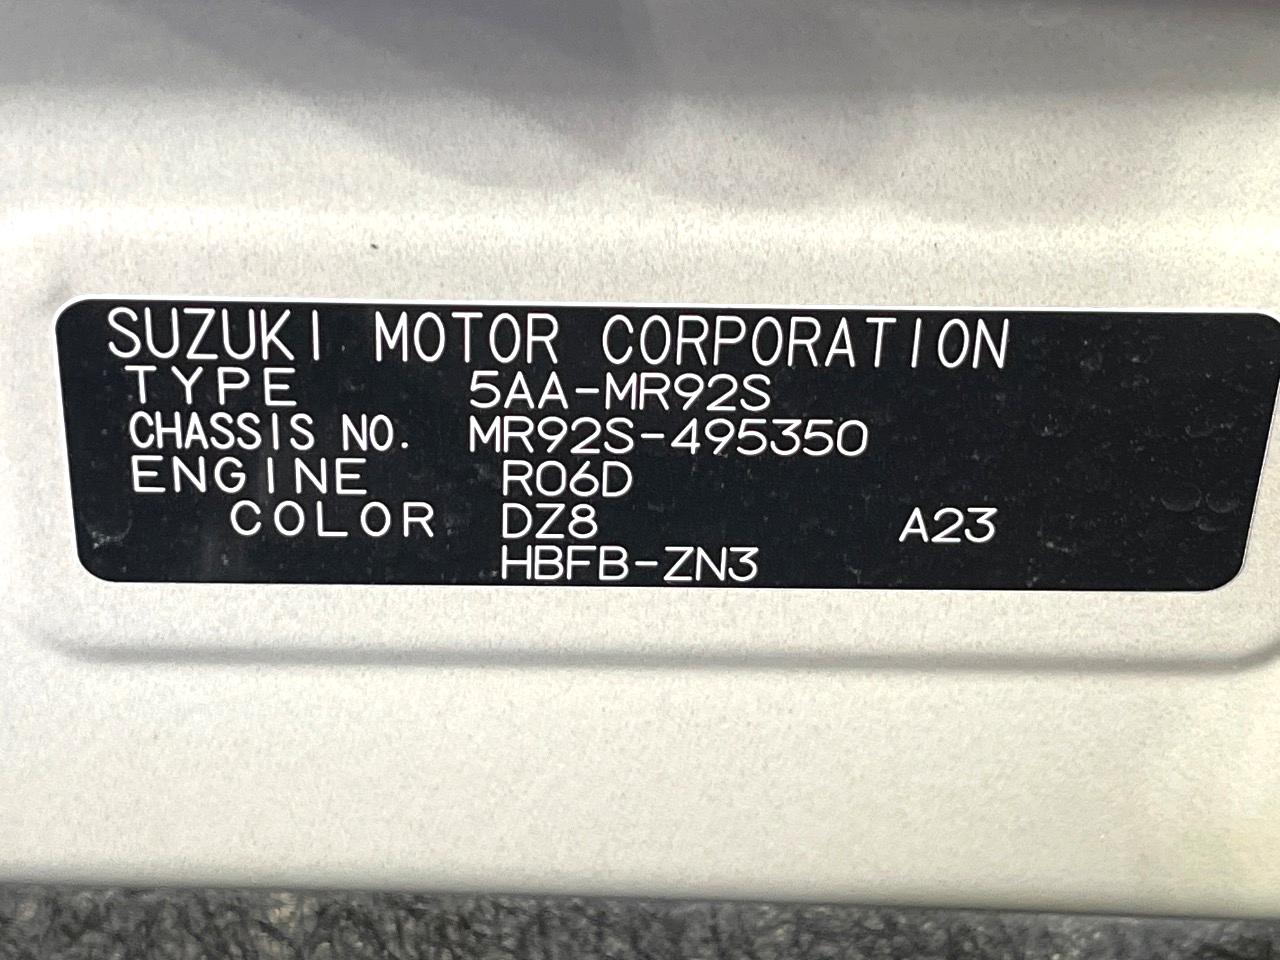 SUZUKI MOTOR CORPORATION
TYPE 5AA-MR92S
CHASSIS NO. MR92S-495350
ENGINE R06D
COLOR DZ8 A23
HBFB-ZN3